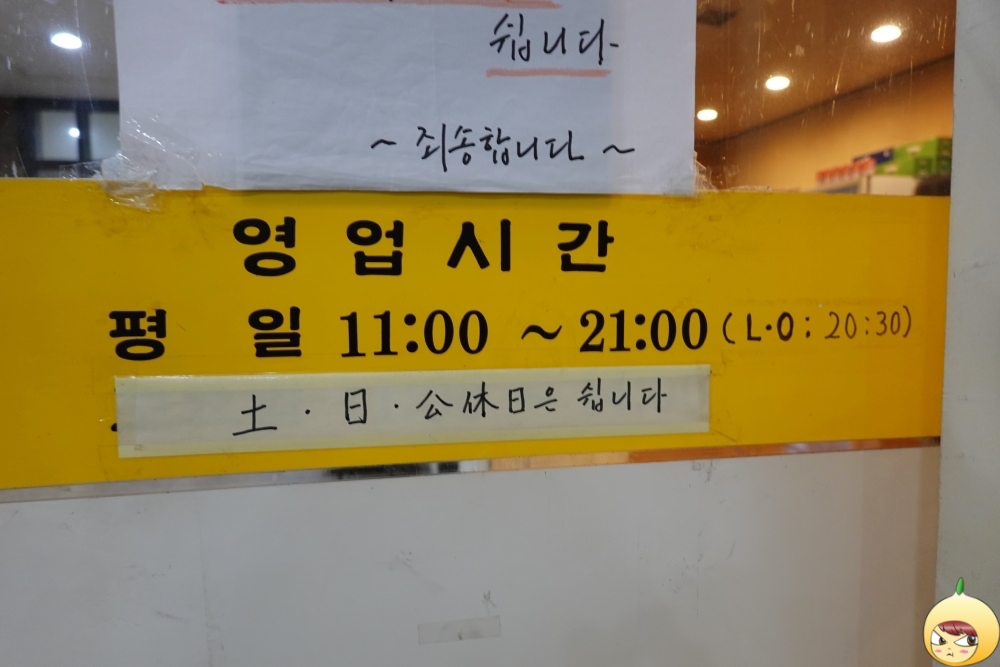 쉽니다
~ 죄송합니다 ~
영업시간
평일 11:00 ~ 21:00 (L·O : 20:30)
土 · 日 · 公休日은 쉽니다